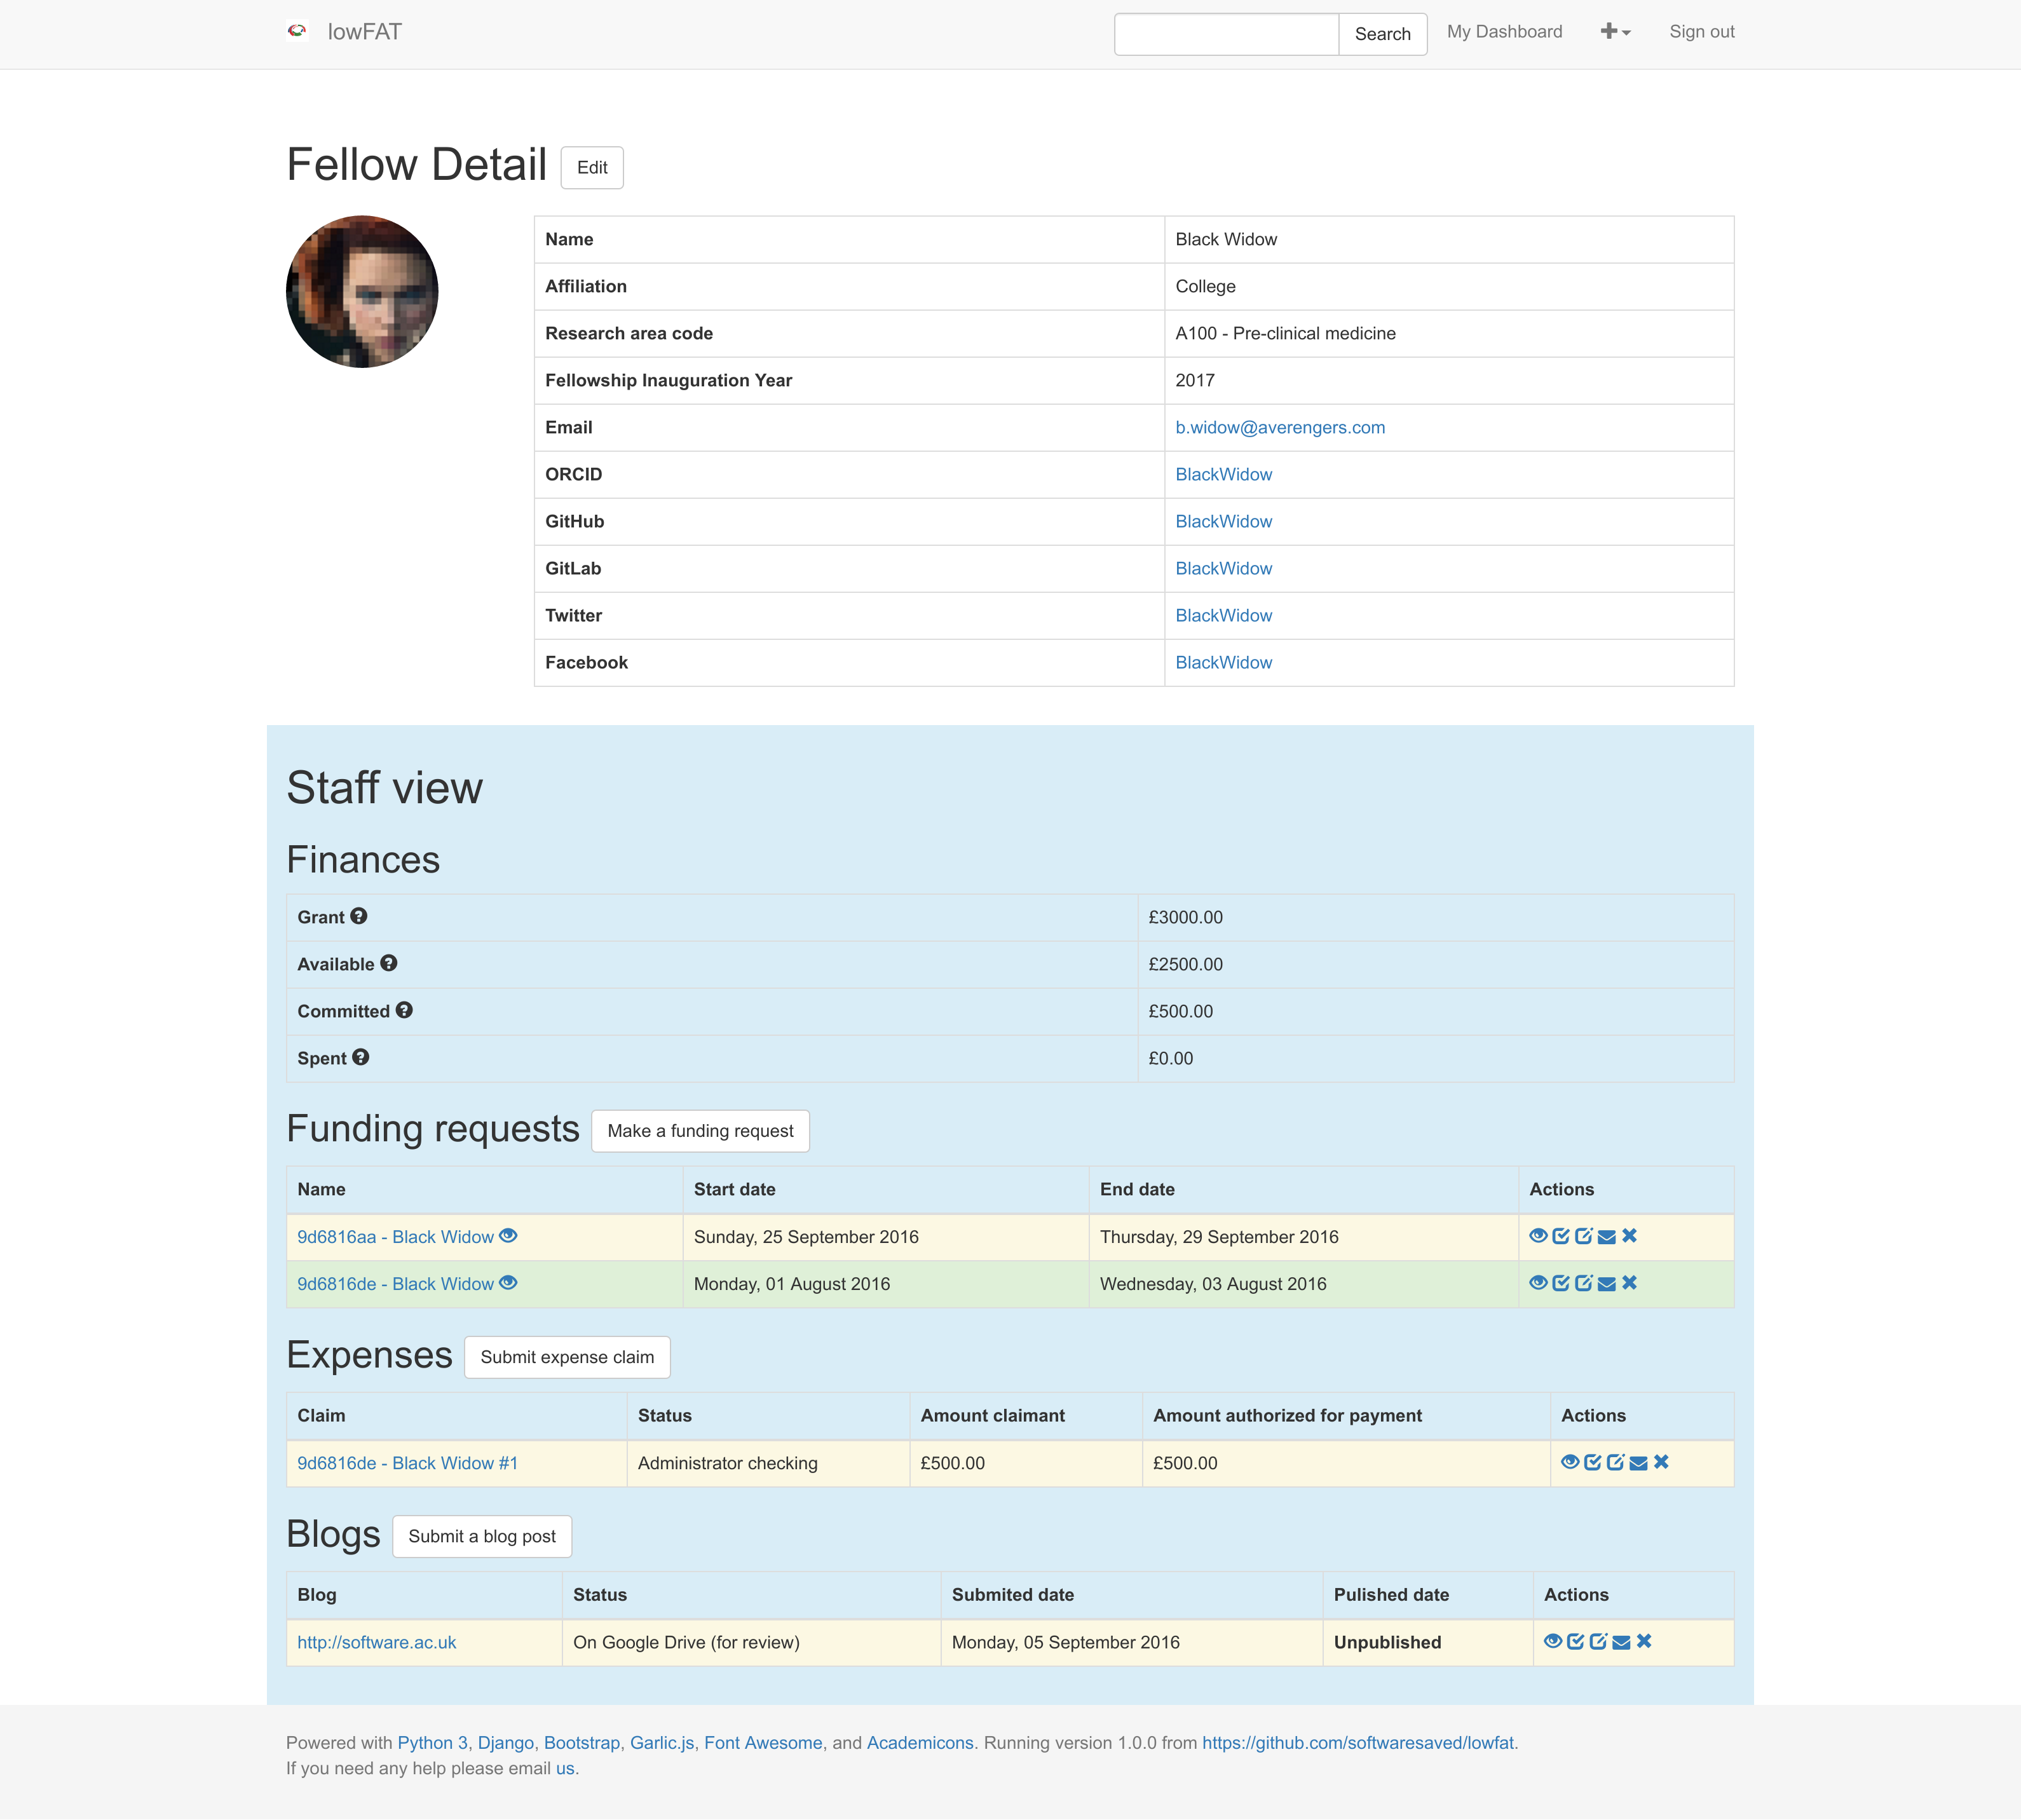 lowFAT Search My Dashboard Sign out
Fellow Detail Edit
Name Black Widow
Affiliation College
Research area code A100 - Pre-clinical medicine
Fellowship Inauguration Year 2017
Email b.widow@averengers.com
ORCID BlackWidow
GitHub BlackWidow
GitLab BlackWidow
Twitter BlackWidow
Facebook BlackWidow
Staff view
Finances
Grant £3000.00
Available £2500.00
Committed £500.00
Spent £0.00
Funding requests Make a funding request
Name Start date End date Actions
9d6816aa - Black Widow Sunday, 25 September 2016 Thursday, 29 September 2016
9d6816de - Black Widow Monday, 01 August 2016 Wednesday, 03 August 2016
Expenses Submit expense claim
Claim Status Amount claimant Amount authorized for payment Actions
9d6816de - Black Widow #1 Administrator checking £500.00 £500.00
Blogs Submit a blog post
Blog Status Submited date Pulished date Actions
http://software.ac.uk On Google Drive (for review) Monday, 05 September 2016 Unpublished
Powered with Python 3, Django, Bootstrap, Garlic.js, Font Awesome, and Academicons. Running version 1.0.0 from https://github.com/softwaresaved/lowfat.
If you need any help please email us.